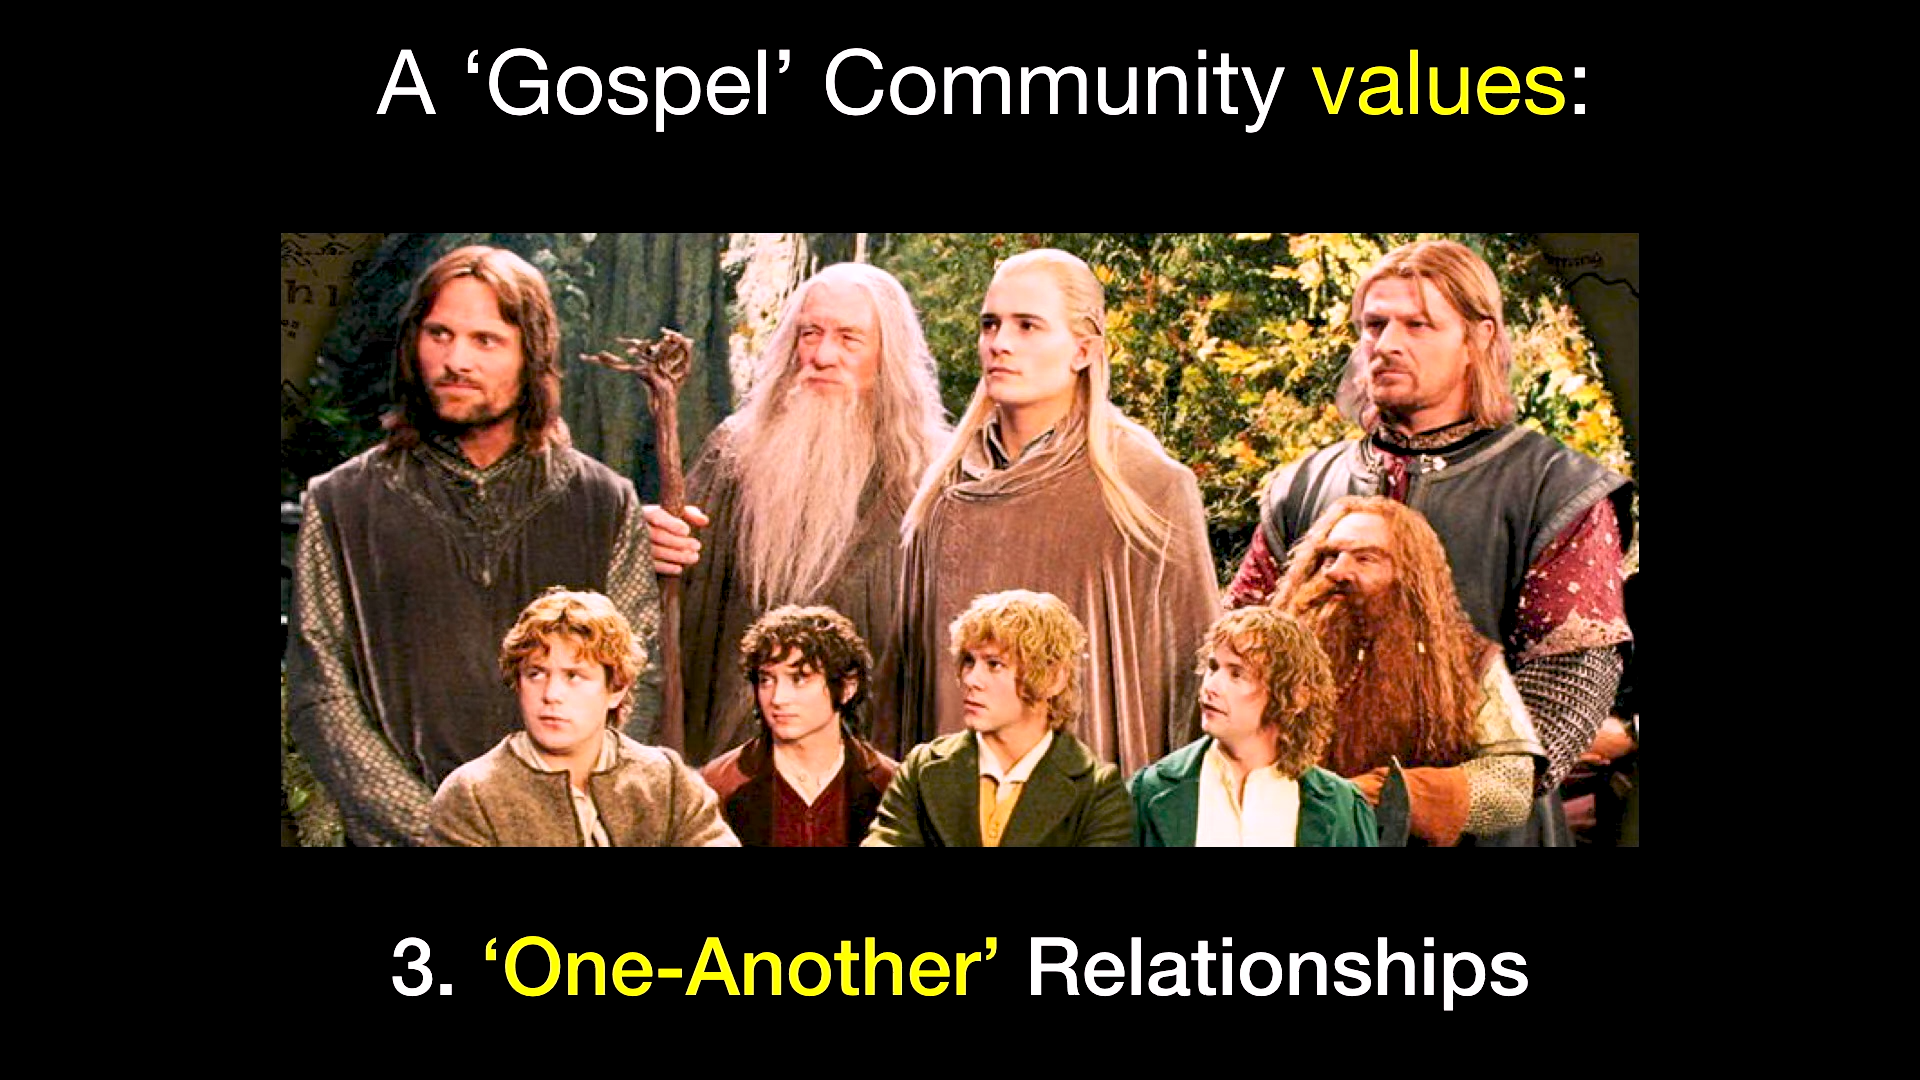 A ‘Gospel’ Community values:
3. ‘One-Another’ Relationships